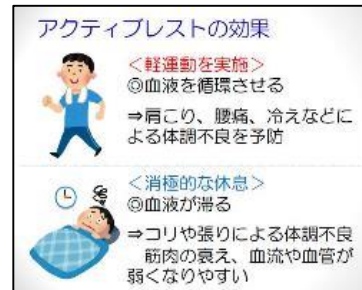 アクティブレストの効果
＜軽運動を実施＞
◎血液を循環させる
⇒肩こり、腰痛、冷えなどに
よる体調不良を予防
＜消極的な休息＞
◎血液が滞る
⇒コリや張りによる体調不良
筋肉の衰え、血流や血管が
弱くなりやすい